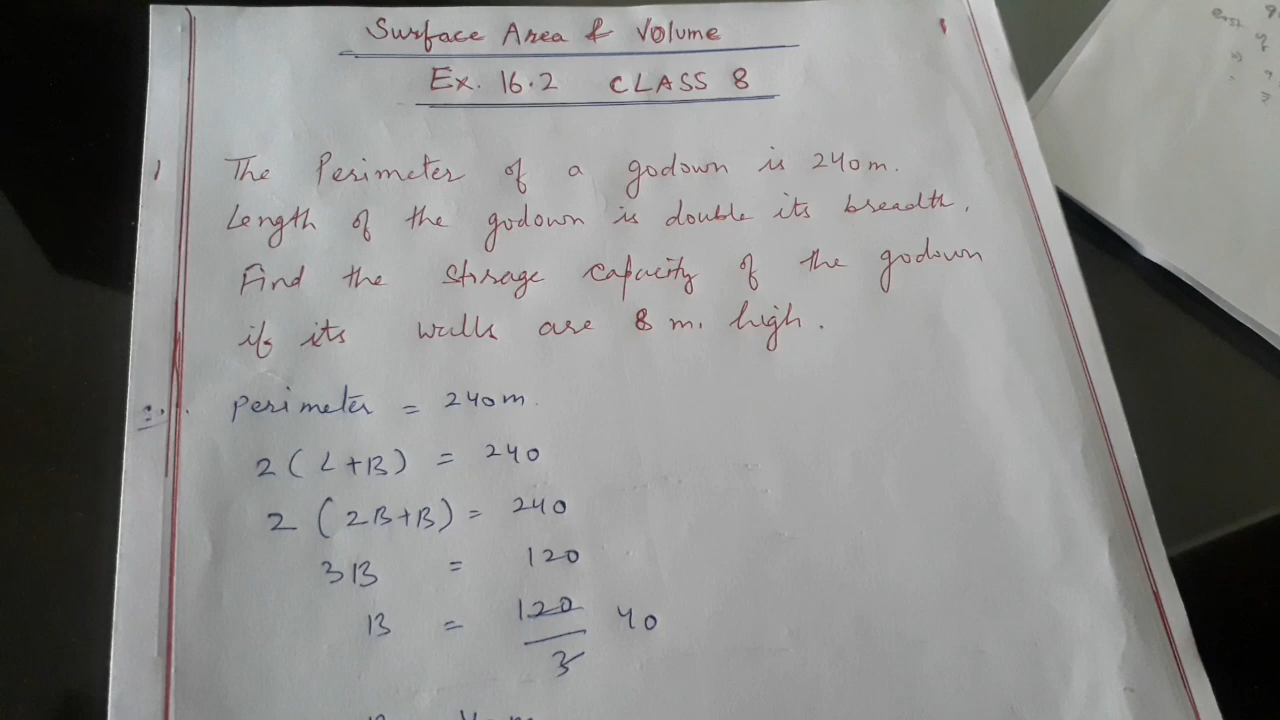 Surface Area & Volume
Ex. 16.2 CLASS 8
1 The Perimeter of a godown is 240m.
Length of the godown is double its breadth.
Find the storage capacity of the godown
if its walls are 8 m. high.
Perimeter = 240m.
2 ( L + B ) = 240
2 ( 2B + B ) = 240
3B = 120
B = 120/3 40